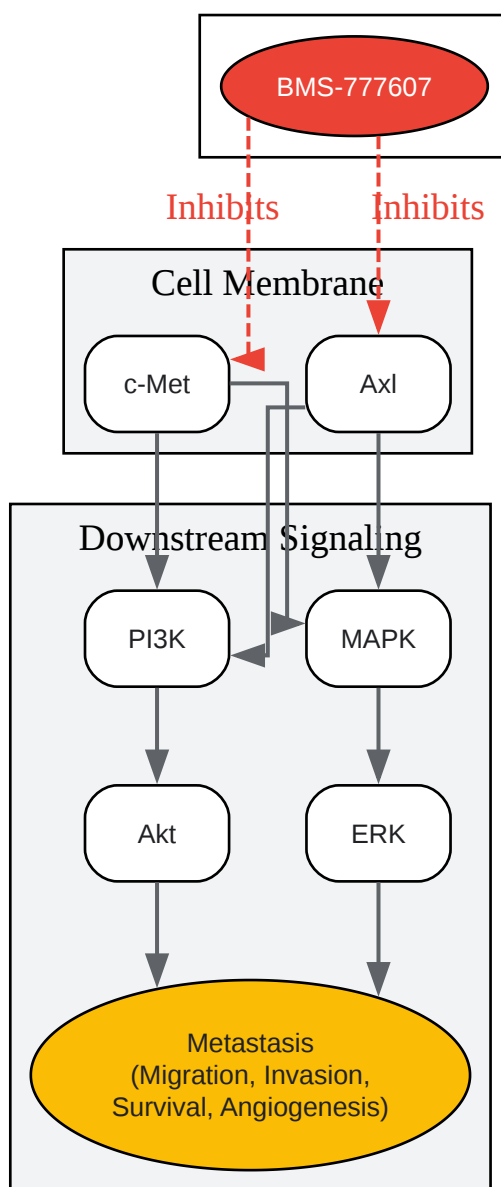 BMS-777607
Inhibits
Inhibits
Cell Membrane
c-Met
Axl
Downstream Signaling
PI3K
MAPK
Akt
ERK
Metastasis
(Migration, Invasion,
Survival, Angiogenesis)